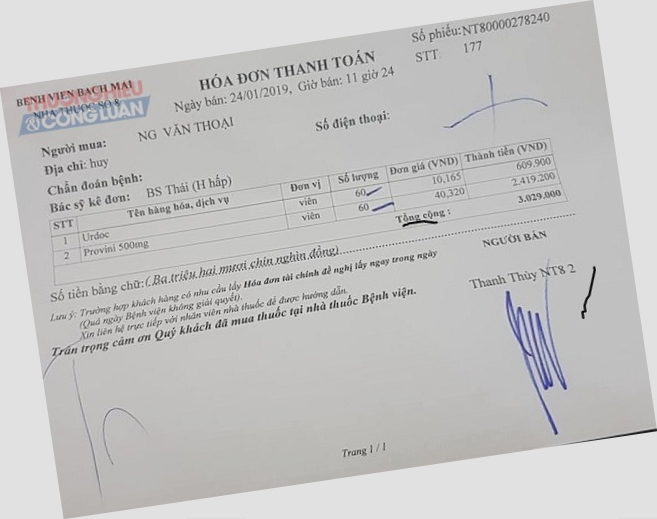 Số phiếu:NT80000278240
STT 177
BỆNH VIỆN BẠCH MAI
NHÀ THUỐC SỐ 8
THƯƠNG HIỆU
& CÔNG LUẬN
HÓA ĐƠN THANH TOÁN
Ngày bán: 24/01/2019, Giờ bán: 11 giờ 24
Người mua: NG VĂN THOẠI
Số điện thoại:
Địa chỉ: huy
Chẩn đoán bệnh:
Bác sỹ kê đơn: BS Thái (H hấp)
STT Tên hàng hóa, dịch vụ Đơn vị Số lượng Đơn giá (VND) Thành tiền (VND)
1 Urdoc viên 60 10,165 609.900
2 Provini 500mg viên 60 40,320 2.419.200
Tổng cộng : 3.029.000
Số tiền bằng chữ:( Ba triệu hai mươi chín nghìn đồng)
Lưu ý: Trường hợp khách hàng có nhu cầu lấy Hóa đơn tài chính đề nghị lấy ngay trong ngày
(Quá ngày Bệnh viện không giải quyết).
Xin liên hệ trực tiếp với nhân viên nhà thuốc để được hướng dẫn.
Trân trọng cảm ơn Quý khách đã mua thuốc tại nhà thuốc Bệnh viện.
NGƯỜI BÁN
Thanh Thủy NT8 2
Trang 1 / 1